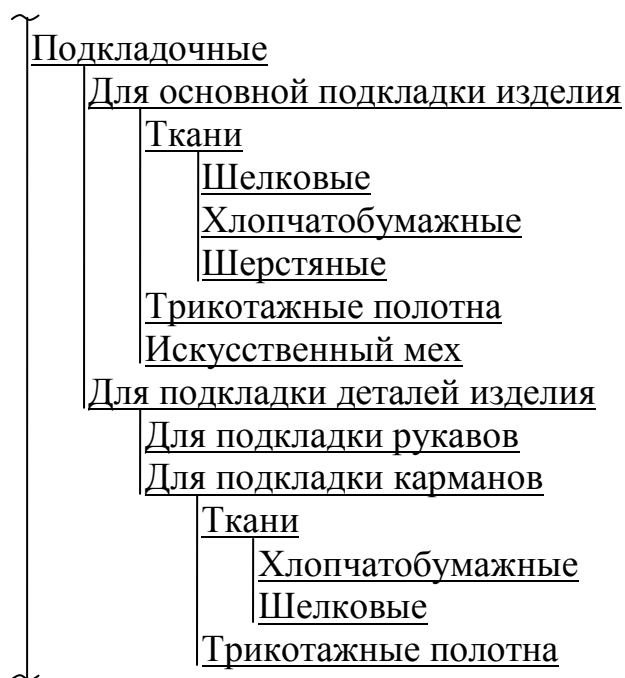 Подкладочные
Для основной подкладки изделия
Ткани
Шелковые
Хлопчатобумажные
Шерстяные
Трикотажные полотна
Искусственный мех
Для подкладки деталей изделия
Для подкладки рукавов
Для подкладки карманов
Ткани
Хлопчатобумажные
Шелковые
Трикотажные полотна